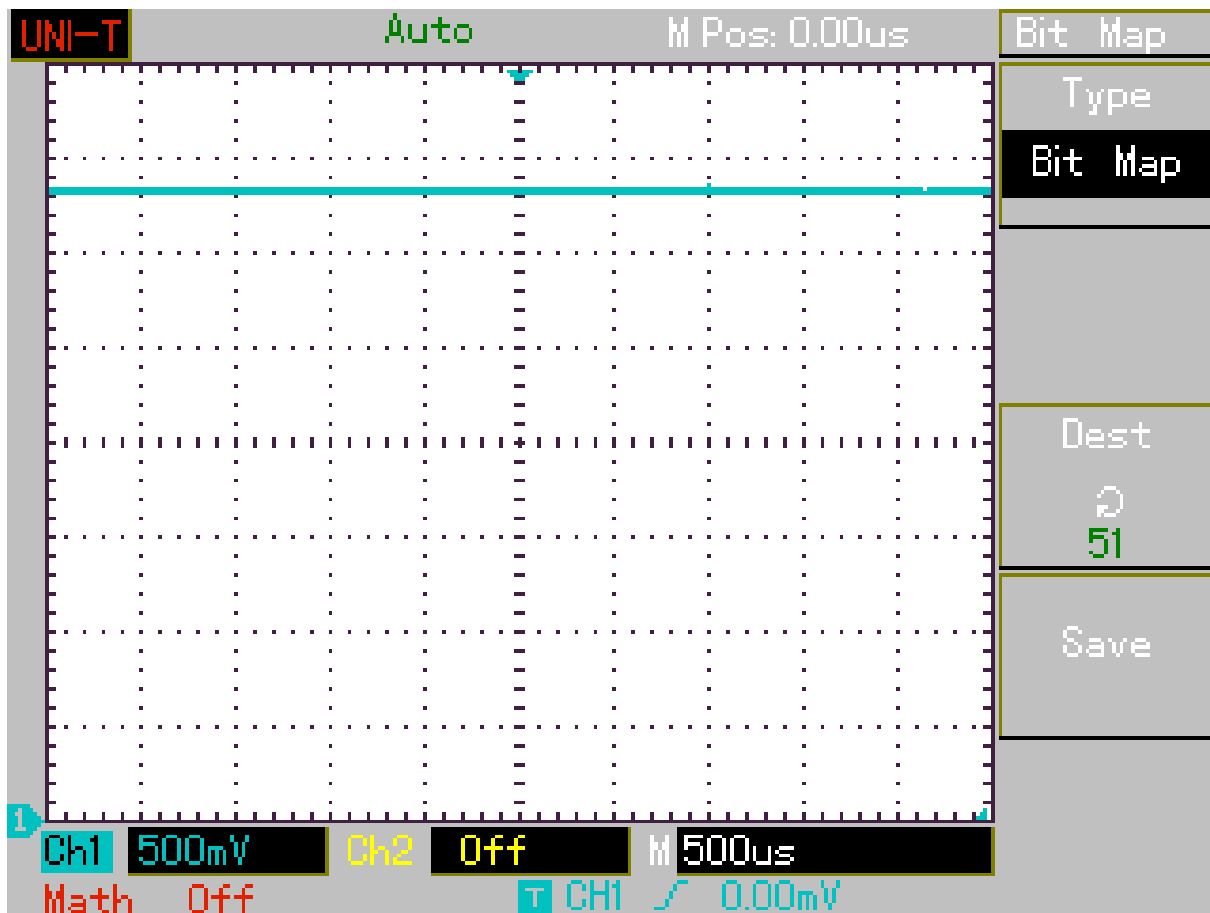 UNI-T Auto M Pos: 0.00us Bit Map
Type
Bit Map
Dest
51
Save
1
Ch1 500mV Ch2 Off M 500us
Math Off T CH1 0.00mV